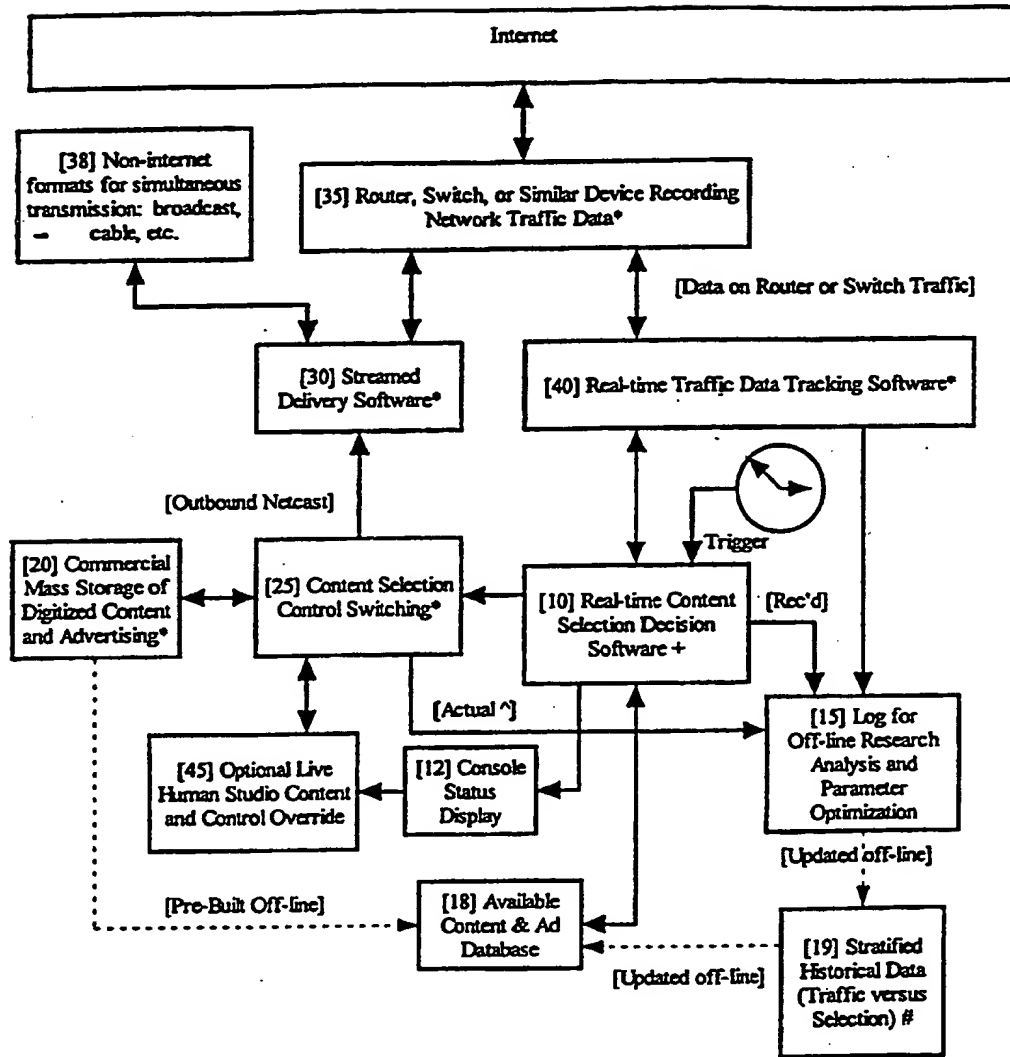 Internet
[38] Non-internet
formats for simultaneous
transmission: broadcast,
cable, etc.
[35] Router, Switch, or Similar Device Recording
Network Traffic Data*
[Data on Router or Switch Traffic]
[30] Streamed
Delivery Software*
[40] Real-time Traffic Data Tracking Software*
[Outbound Netcast]
Trigger
[20] Commercial
Mass Storage of
Digitized Content
and Advertising*
[25] Content Selection
Control Switching*
[10] Real-time Content
Selection Decision
Software +
[Rec'd]
[Actual ^]
[15] Log for
Off-line Research
Analysis and
Parameter
Optimization
[45] Optional Live
Human Studio Content
and Control Override
[12] Console
Status
Display
[Updated off-line]
[Pre-Built Off-line]
[18] Available
Content & Ad
Database
[Updated off-line]
[19] Stratified
Historical Data
(Traffic versus
Selection) #